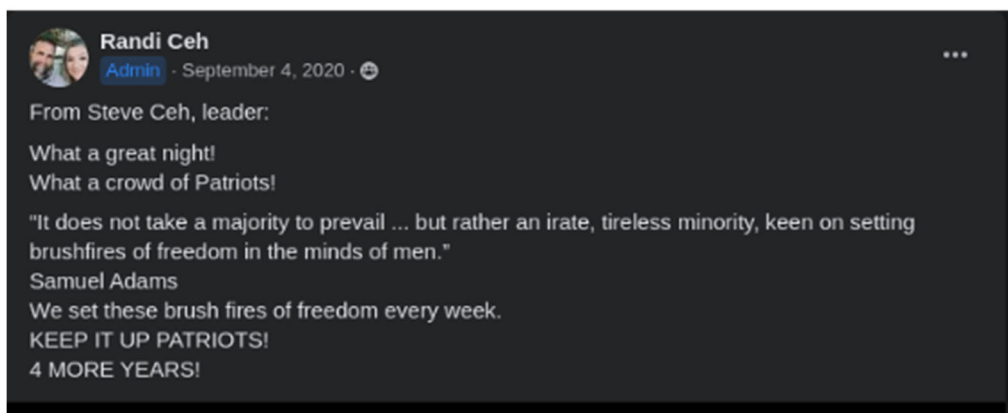 Randi Ceh
Admin · September 4, 2020 ·
From Steve Ceh, leader:
What a great night!
What a crowd of Patriots!
"It does not take a majority to prevail ... but rather an irate, tireless minority, keen on setting
brushfires of freedom in the minds of men.”
Samuel Adams
We set these brush fires of freedom every week.
KEEP IT UP PATRIOTS!
4 MORE YEARS!